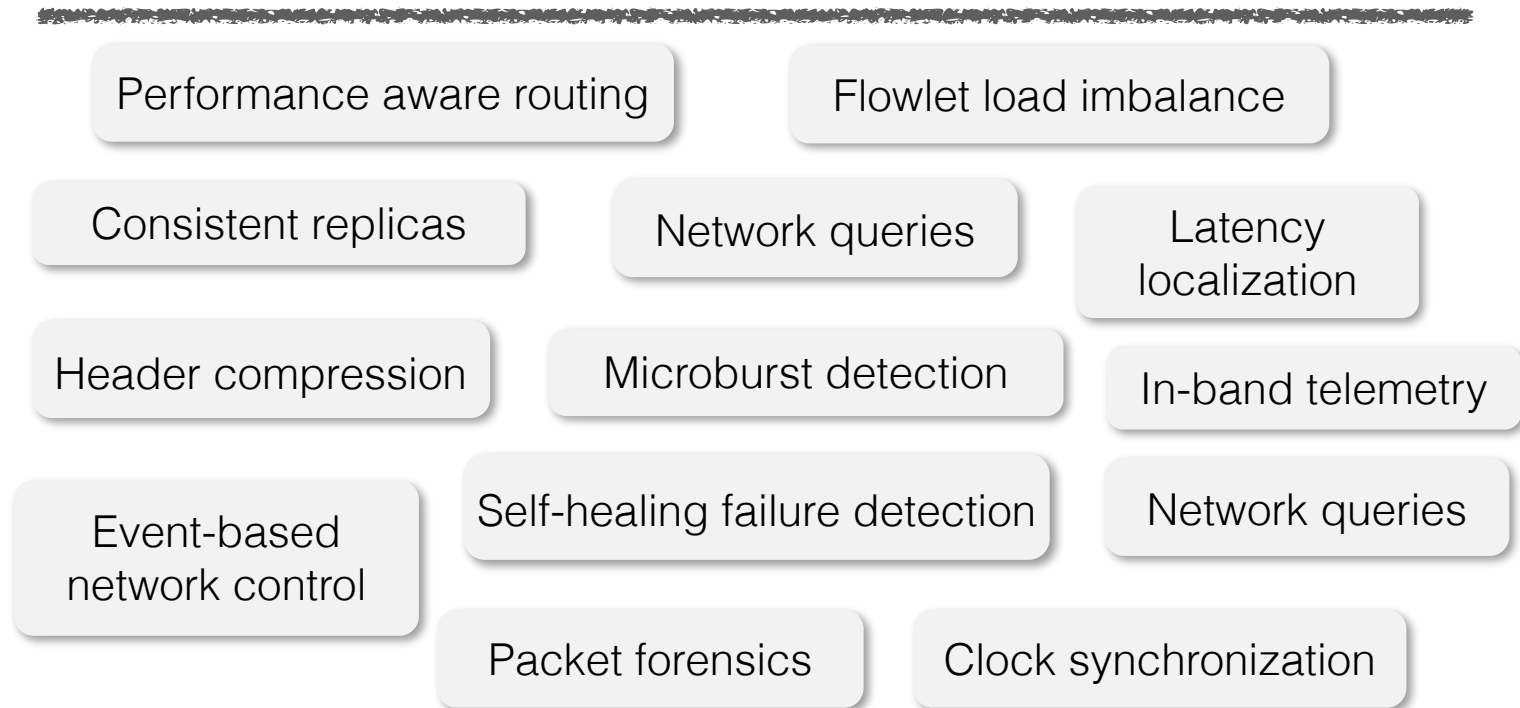 Performance aware routing
Flowlet load imbalance
Consistent replicas
Network queries
Latency
localization
Header compression
Microburst detection
In-band telemetry
Event-based
network control
Self-healing failure detection
Network queries
Packet forensics
Clock synchronization